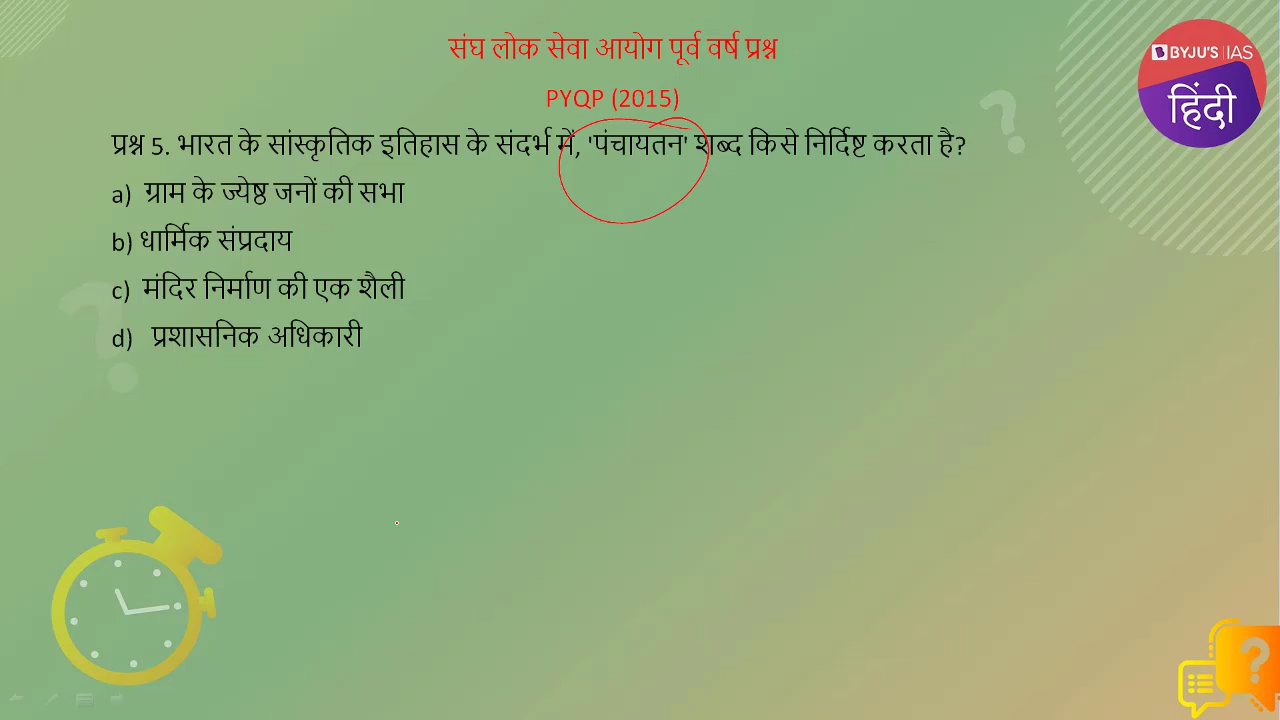 संघ लोक सेवा आयोग पूर्व वर्ष प्रश्न
BYJU'S IAS
हिंदी
PYQP (2015)
प्रश्न 5. भारत के सांस्कृतिक इतिहास के संदर्भ में, 'पंचायतन' शब्द किसे निर्दिष्ट करता है?
a) ग्राम के ज्येष्ठ जनों की सभा
b) धार्मिक संप्रदाय
c) मंदिर निर्माण की एक शैली
d) प्रशासनिक अधिकारी